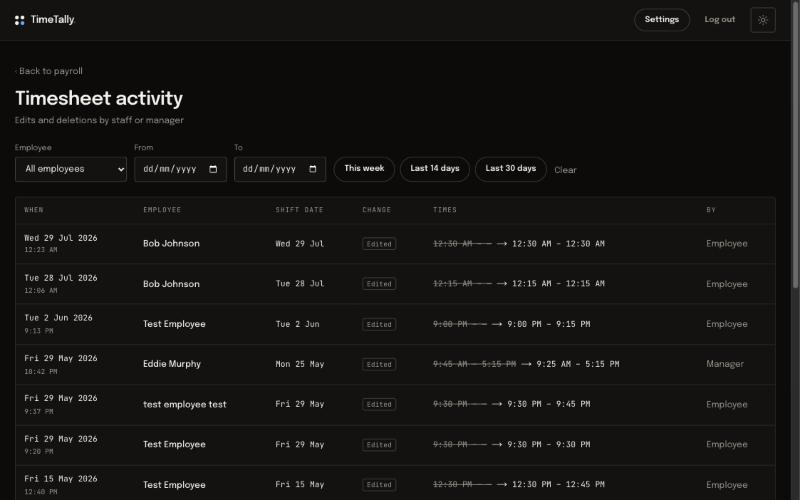 TimeTally.
Settings
Log out
‹ Back to payroll
Timesheet activity
Edits and deletions by staff or manager
Employee From To
All employees dd/mm/yyyy dd/mm/yyyy This week Last 14 days Last 30 days Clear
WHEN EMPLOYEE SHIFT DATE CHANGE TIMES BY
Wed 29 Jul 2026 Bob Johnson Wed 29 Jul Edited 12:30 AM – — → 12:30 AM – 12:30 AM Employee
12:23 AM
Tue 28 Jul 2026 Bob Johnson Tue 28 Jul Edited 12:15 AM – — → 12:15 AM – 12:15 AM Employee
12:06 AM
Tue 2 Jun 2026 Test Employee Tue 2 Jun Edited 9:00 PM – — → 9:00 PM – 9:15 PM Employee
9:13 PM
Fri 29 May 2026 Eddie Murphy Mon 25 May Edited 9:45 AM – 5:15 PM → 9:25 AM – 5:15 PM Manager
10:42 PM
Fri 29 May 2026 test employee test Fri 29 May Edited 9:30 PM – — → 9:30 PM – 9:45 PM Employee
9:37 PM
Fri 29 May 2026 Test Employee Fri 29 May Edited 9:30 PM – — → 9:30 PM – 9:30 PM Employee
9:20 PM
Fri 15 May 2026 Test Employee Fri 15 May Edited 12:30 PM – — → 12:30 PM – 12:45 PM Employee
12:40 PM